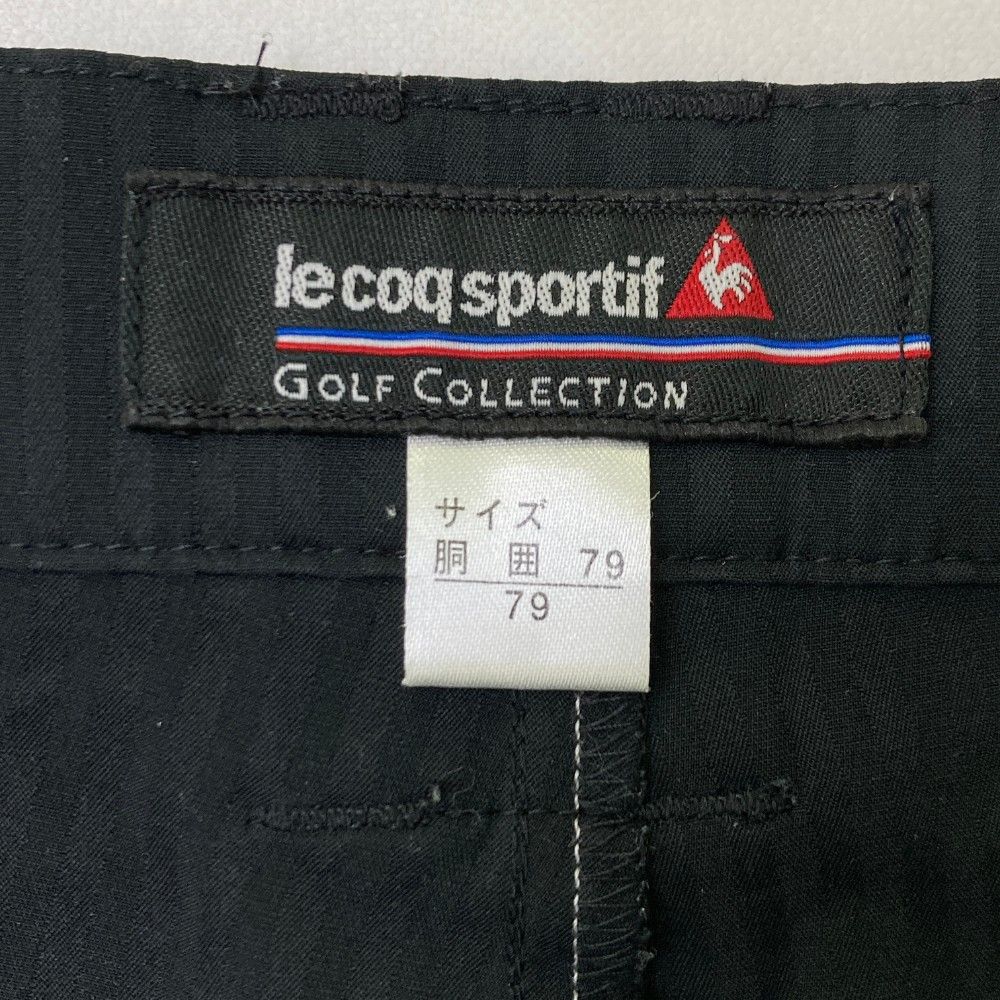 le coq sportif
GOLF COLLECTION
サイズ
胴 囲 79
79